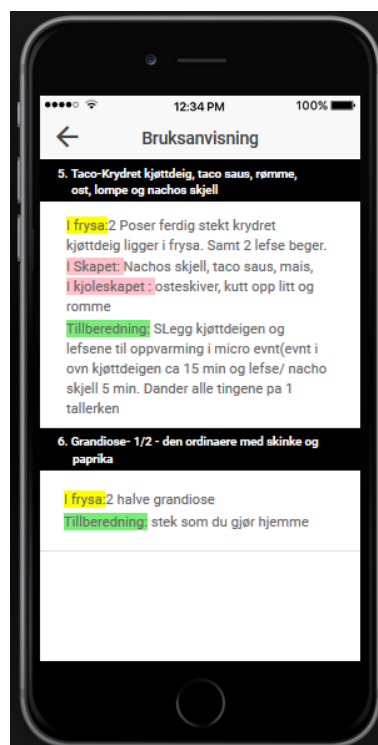 12:34 PM
100%
Bruksanvisning
5. Taco-Krydret kjøttdeig, taco saus, rømme,
ost, lompe og nachos skjell
I frysa:2 Poser ferdig stekt krydret
kjøttdeig ligger i frysa. Samt 2 lefse beger.
I Skapet: Nachos skjell, taco saus, mais,
I kjoleskapet : osteskiver, kutt opp litt og
romme
Tillberedning: SLegg kjøttdeigen og
lefsene til oppvarming i micro evnt(evnt i
ovn kjøttdeigen ca 15 min og lefse/ nacho
skjell 5 min. Dander alle tingene pa 1
tallerken
6. Grandiose- 1/2 - den ordinaere med skinke og
paprika
I frysa:2 halve grandiose
Tillberedning: stek som du gjør hjemme